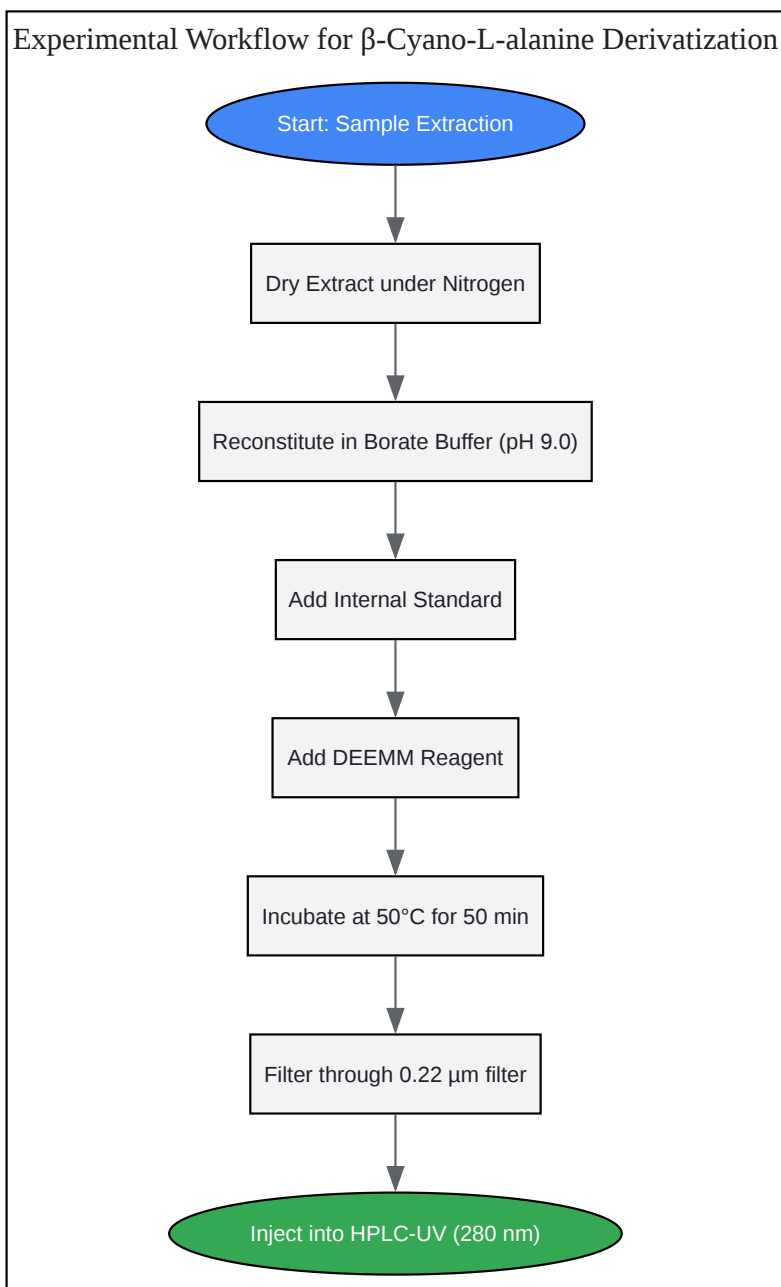 Experimental Workflow for β-Cyano-L-alanine Derivatization
Start: Sample Extraction
Dry Extract under Nitrogen
Reconstitute in Borate Buffer (pH 9.0)
Add Internal Standard
Add DEEMM Reagent
Incubate at 50°C for 50 min
Filter through 0.22 µm filter
Inject into HPLC-UV (280 nm)